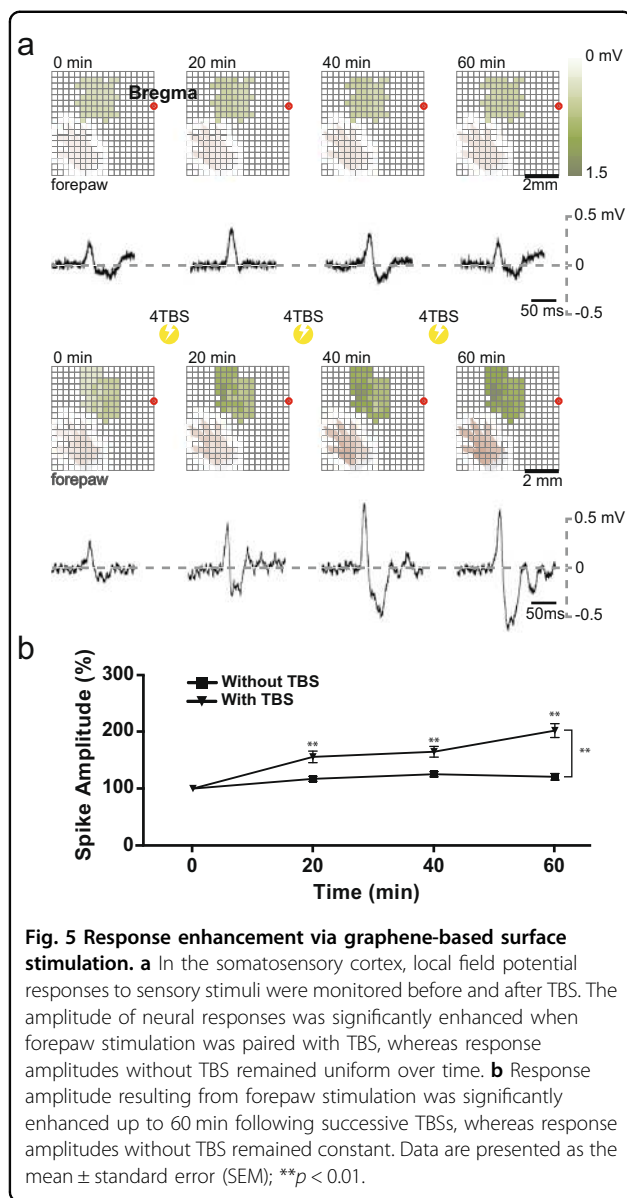 a
0 min 20 min 40 min 60 min 0 mV
Bregma
1.5
forepaw 2mm
0.5 mV
0
-0.5
50 ms
4TBS 4TBS 4TBS
0 min 20 min 40 min 60 min
forepaw 2 mm
0.5 mV
0
-0.5
50ms
b
300
200
100
0
Spike Amplitude (%)
Without TBS
With TBS
** ** ** **
0 20 40 60
Time (min)
Fig. 5 Response enhancement via graphene-based surface
stimulation. a In the somatosensory cortex, local field potential
responses to sensory stimuli were monitored before and after TBS. The
amplitude of neural responses was significantly enhanced when
forepaw stimulation was paired with TBS, whereas response
amplitudes without TBS remained uniform over time. b Response
amplitude resulting from forepaw stimulation was significantly
enhanced up to 60 min following successive TBSs, whereas response
amplitudes without TBS remained constant. Data are presented as the
mean ± standard error (SEM); **p < 0.01.